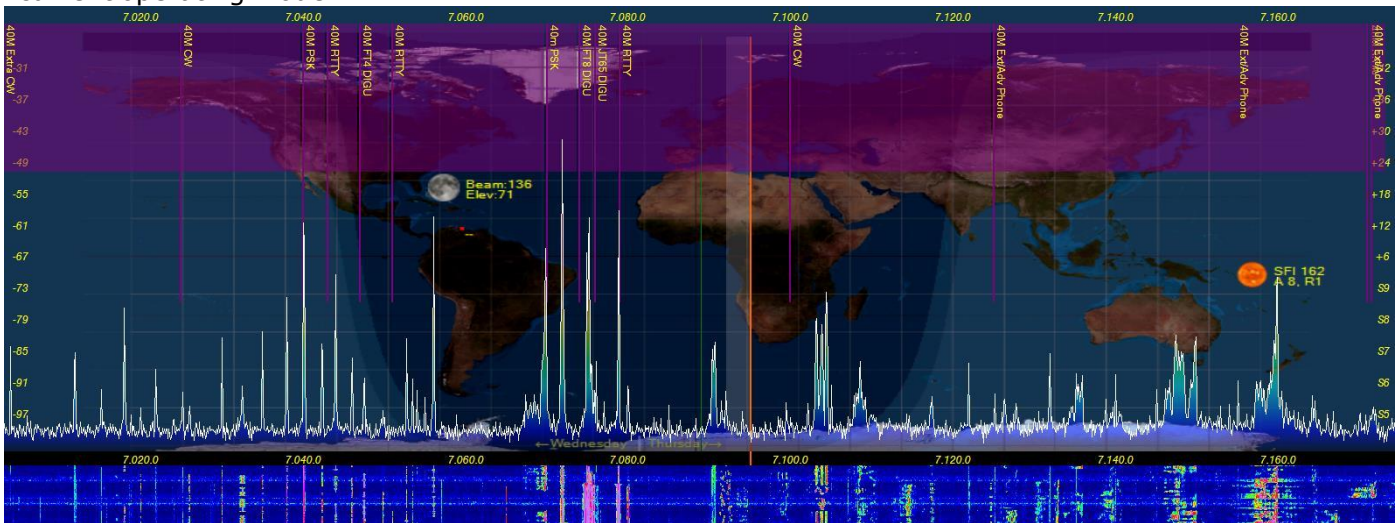 7.020.0 7.040.0 7.060.0 7.080.0 7.100.0 7.120.0 7.140.0 7.160.0
40M Extra CW
40M CW
40M PSK
40M RTTY
40M FT4 DIGU
40M RTTY
40m PSK
40M FT8 DIGU
40M JT65 DIGU
40M RTTY
40M CW
40M Ext/Adv Phone
40M Ext/Adv Phone
40M Ext/Adv Phone
-31
-37
-43 +30
-49 +24
-55 +18
-61 +12
-67 +6
-73 S9
-79 S8
-85 S7
-91 S6
-97 S5
Beam:136
Elev:71
SFI 162
A 8, R1
←Wednesday Thursday→
7.020.0 7.040.0 7.060.0 7.080.0 7.100.0 7.120.0 7.140.0 7.160.0